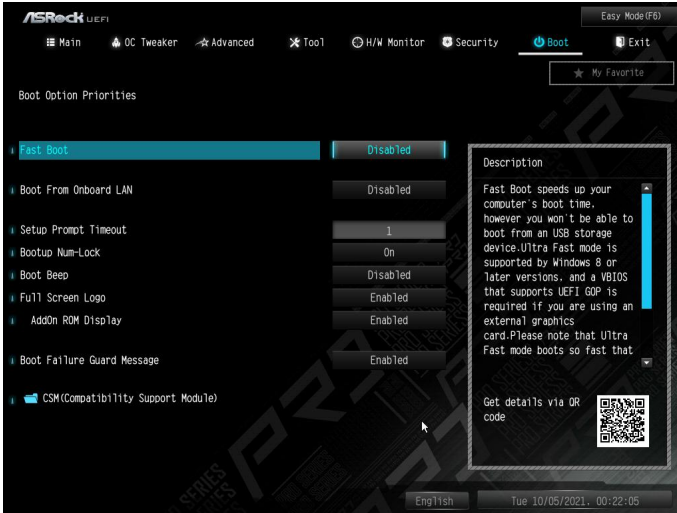 ASRock UEFI
Easy Mode(F6)
Main
OC Tweaker
Advanced
Tool
H/W Monitor
Security
Boot
Exit
My Favorite
Boot Option Priorities
Fast Boot
Disabled
Boot From Onboard LAN
Disabled
Setup Prompt Timeout
1
Bootup Num-Lock
On
Boot Beep
Disabled
Full Screen Logo
Enabled
AddOn ROM Display
Enabled
Boot Failure Guard Message
Enabled
CSM(Compatibility Support Module)
Description
Fast Boot speeds up your
computer's boot time.
however you won't be able to
boot from an USB storage
device.Ultra Fast mode is
supported by Windows 8 or
later versions. and a VBIOS
that supports UEFI GOP is
required if you are using an
external graphics
card.Please note that Ultra
Fast mode boots so fast that
Get details via QR
code
English
Tue 10/05/2021. 00:22:05